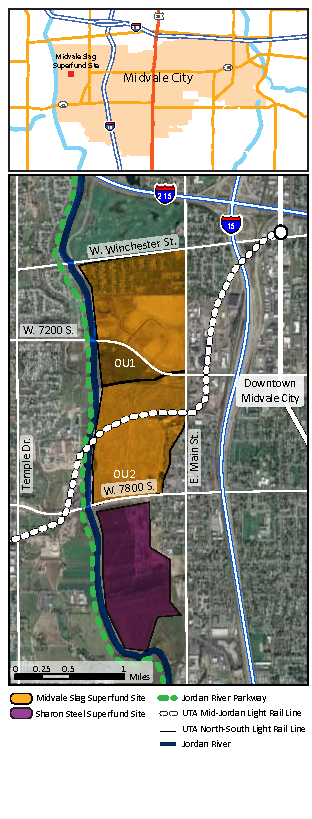 Midvale Slag
Superfund Site
Midvale City
215
15
W. Winchester St.
W. 7200 S.
OU1
Downtown
Midvale City
Temple Dr.
E. Main St.
OU2
W. 7800 S.
0 0.25 0.5 1
Miles
Midvale Slag Superfund Site
Sharon Steel Superfund Site
Jordan River Parkway
UTA Mid-Jordan Light Rail Line
UTA North-South Light Rail Line
Jordan River